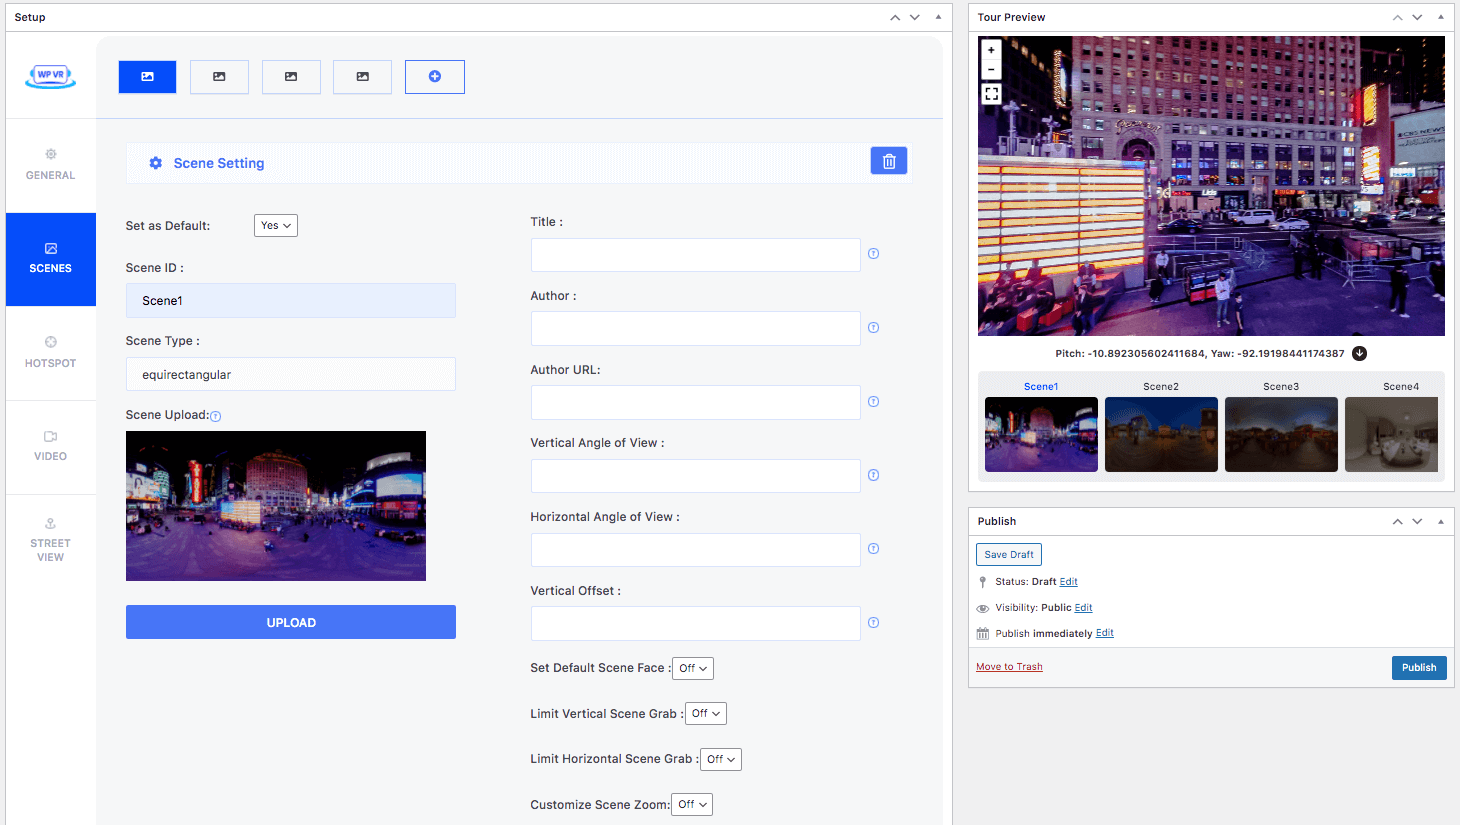 Setup
WP VR
GENERAL
SCENES
HOTSPOT
VIDEO
STREET
VIEW
Scene Setting
Set as Default:
Yes
Scene ID :
Scene1
Scene Type :
equirectangular
Scene Upload:
UPLOAD
Title :
Author :
Author URL:
Vertical Angle of View :
Horizontal Angle of View :
Vertical Offset :
Set Default Scene Face : Off
Limit Vertical Scene Grab : Off
Limit Horizontal Scene Grab : Off
Customize Scene Zoom: Off
Tour Preview
+
−
CBS NEWS
Pitch: -10.892305602411684, Yaw: -92.19198441174387
Scene1
Scene2
Scene3
Scene4
Publish
Save Draft
Status: Draft Edit
Visibility: Public Edit
Publish immediately Edit
Move to Trash
Publish